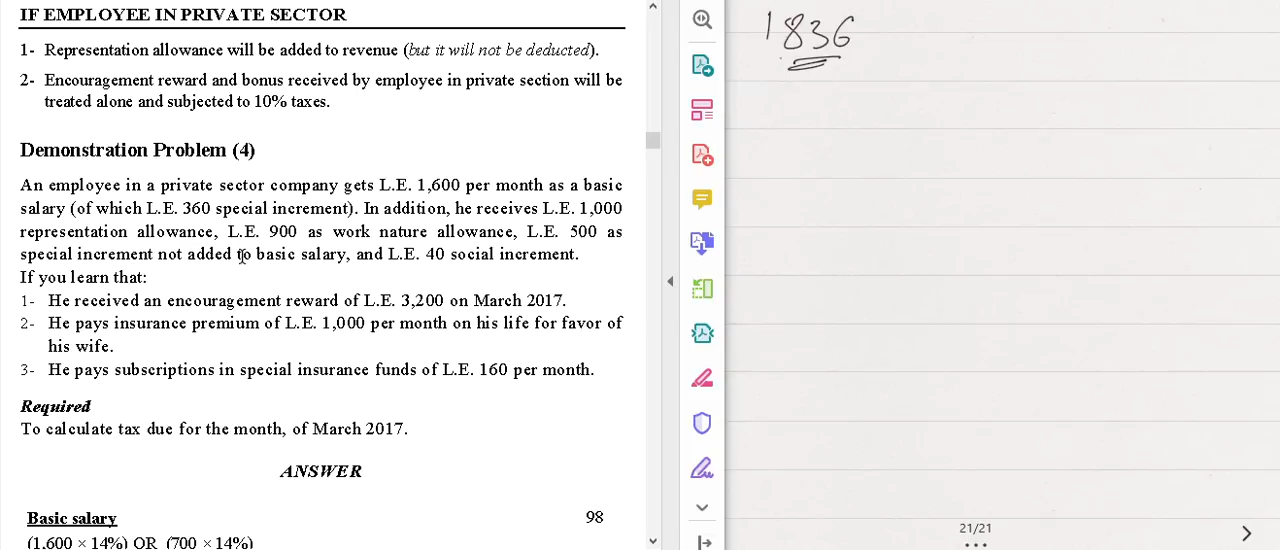 IF EMPLOYEE IN PRIVATE SECTOR
1- Representation allowance will be added to revenue (but it will not be deducted).
2- Encouragement reward and bonus received by employee in private section will be
treated alone and subjected to 10% taxes.
Demonstration Problem (4)
An employee in a private sector company gets L.E. 1,600 per month as a basic
salary (of which L.E. 360 special increment). In addition, he receives L.E. 1,000
representation allowance, L.E. 900 as work nature allowance, L.E. 500 as
special increment not added to basic salary, and L.E. 40 social increment.
If you learn that:
1- He received an encouragement reward of L.E. 3,200 on March 2017.
2- He pays insurance premium of L.E. 1,000 per month on his life for favor of
his wife.
3- He pays subscriptions in special insurance funds of L.E. 160 per month.
Required
To calculate tax due for the month, of March 2017.
ANSWER
98
Basic salary
(1,600 × 14%) OR (700 × 14%)
1836
21/21